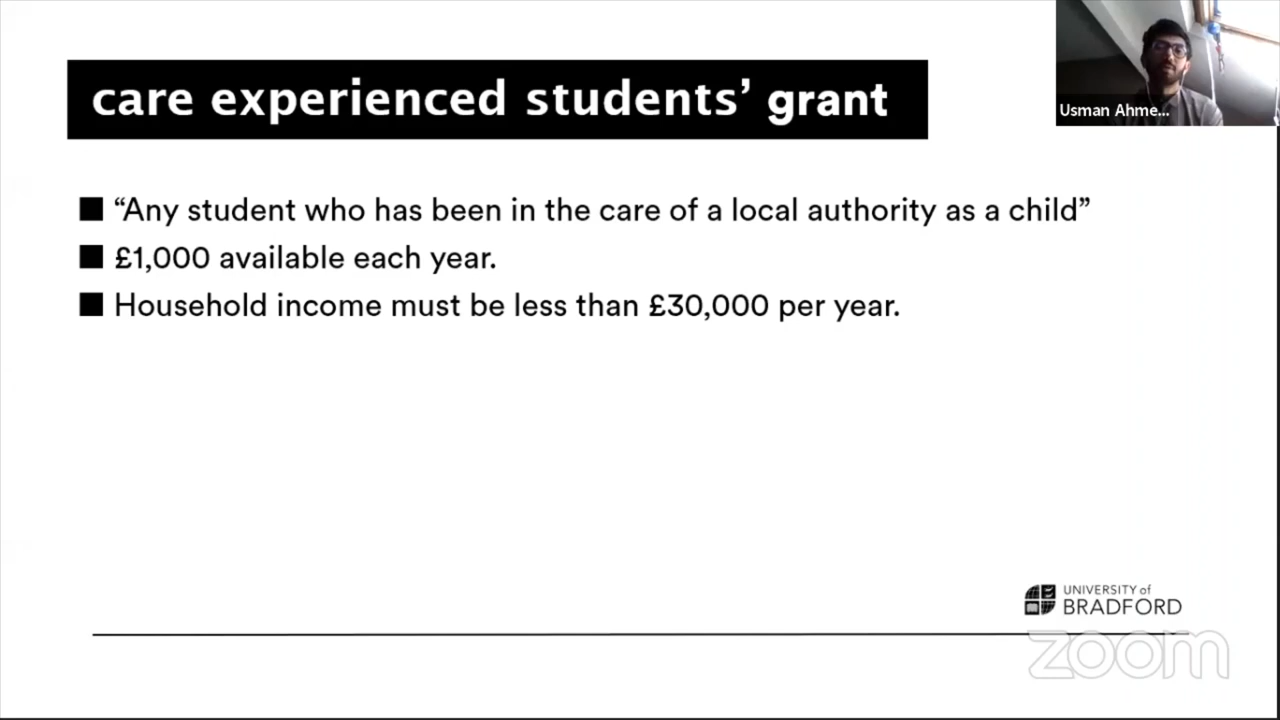 care experienced students’ grant
Usman Ahme...
“Any student who has been in the care of a local authority as a child”
£1,000 available each year.
Household income must be less than £30,000 per year.
UNIVERSITY of
BRADFORD
zoom